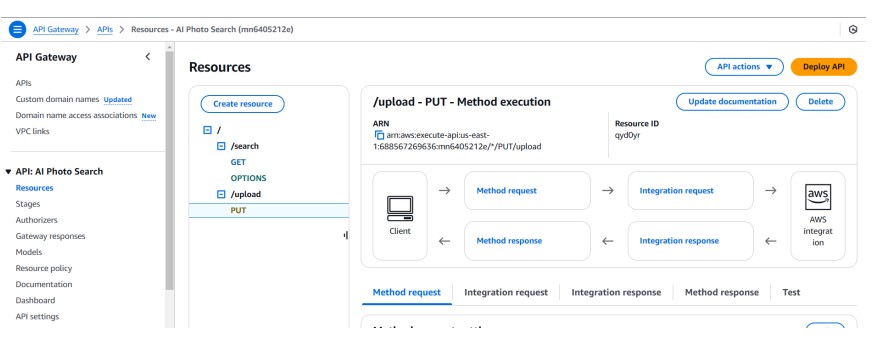 API Gateway > APIs > Resources - AI Photo Search (mn6405212e)
API Gateway
APIs
Custom domain names Updated
Domain name access associations New
VPC links
API: AI Photo Search
Resources
Stages
Authorizers
Gateway responses
Models
Resource policy
Documentation
Dashboard
API settings
Resources
API actions
Deploy API
Create resource
/
/search
GET
OPTIONS
/upload
PUT
/upload - PUT - Method execution
Update documentation
Delete
ARN
arn:aws:execute-api:us-east-
1:688567269636:mn6405212e/*/PUT/upload
Resource ID
qyd0yr
Client
Method request
Integration request
Method response
Integration response
aws
AWS
integrat
ion
Method request
Integration request
Integration response
Method response
Test